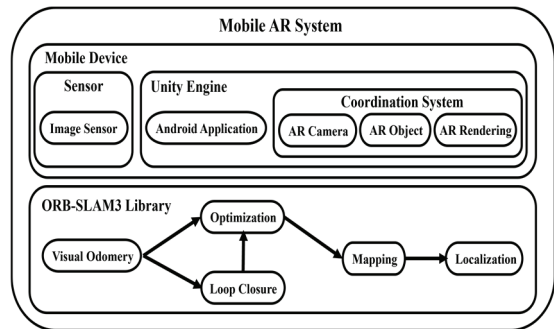 Mobile AR System
Mobile Device
Sensor
Image Sensor
Unity Engine
Android Application
Coordination System
AR Camera
AR Object
AR Rendering
ORB-SLAM3 Library
Visual Odomery
Optimization
Loop Closure
Mapping
Localization